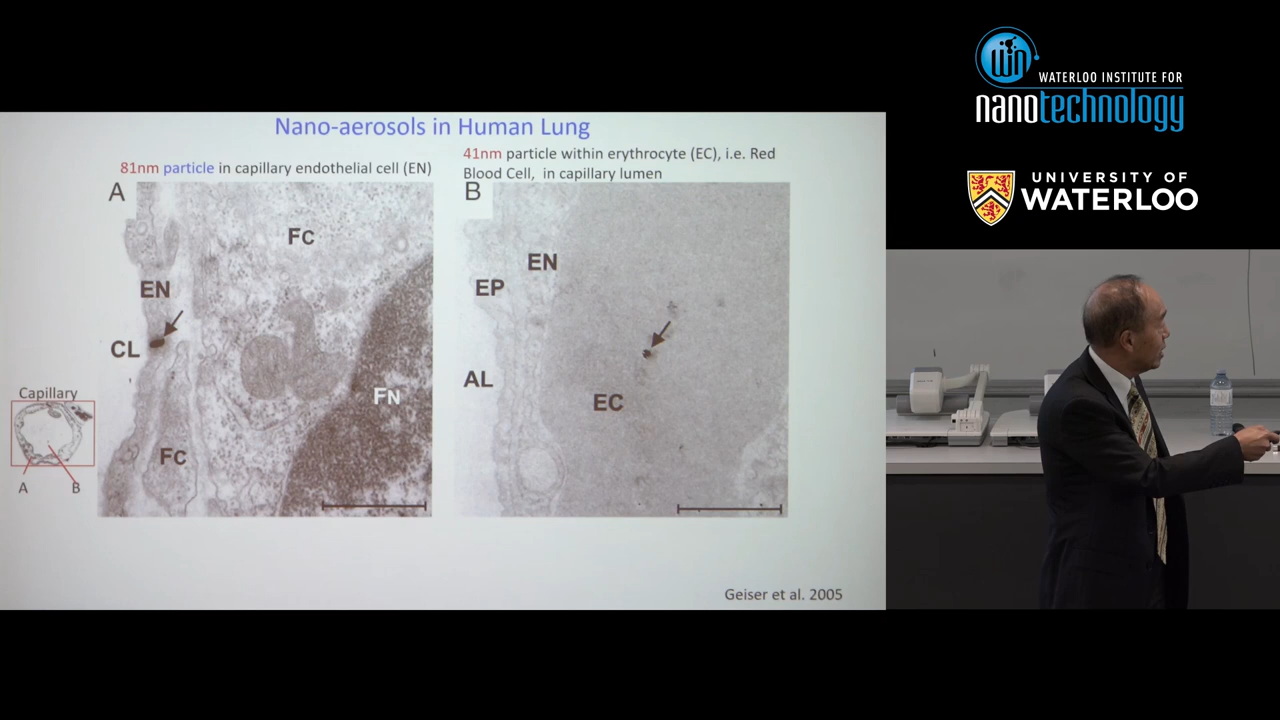 Nano-aerosols in Human Lung
81nm particle in capillary endothelial cell (EN)
41nm particle within erythrocyte (EC), i.e. Red
Blood Cell, in capillary lumen
A
FC
EN
CL
FN
FC
B
EN
EP
AL
EC
Capillary
A B
Geiser et al. 2005
WIN
WATERLOO INSTITUTE FOR
nanotechnology
UNIVERSITY OF
WATERLOO